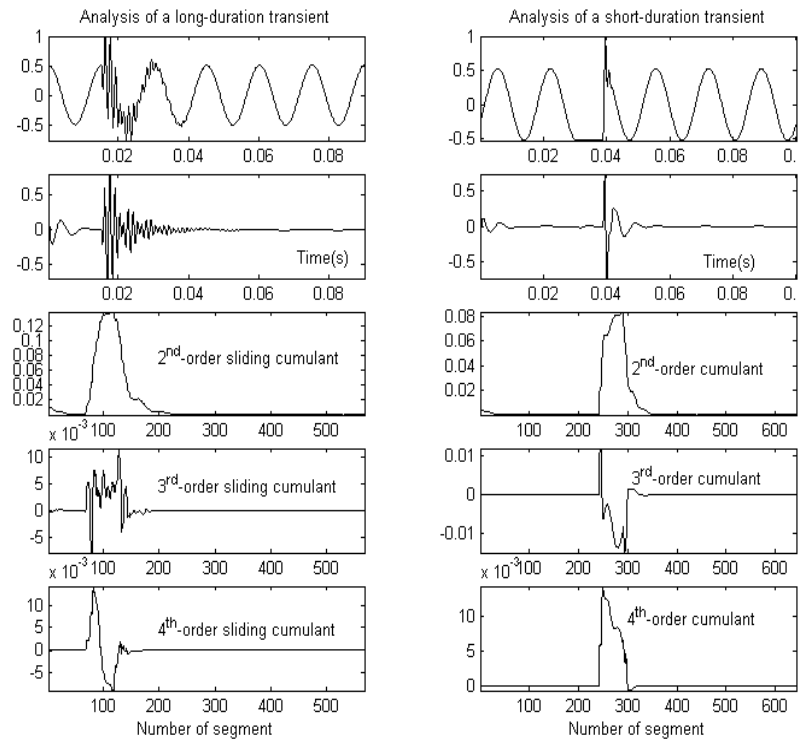 Analysis of a long-duration transient
1
0.5
0
-0.5
0.02 0.04 0.06 0.08
0.5
0
-0.5
Time(s)
0.02 0.04 0.06 0.08
0.12
0.1
0.08
0.06
0.04
0.02
2nd-order sliding cumulant
x 10-3
100 200 300 400 500
10
5
0
-5
3rd-order sliding cumulant
x 10-3
100 200 300 400 500
10
5
0
-5
4th-order sliding cumulant
100 200 300 400 500
Number of segment
Analysis of a short-duration transient
1
0.5
0
-0.5
0.02 0.04 0.06 0.08 0.
0.5
0
-0.5
Time(s)
0.02 0.04 0.06 0.08 0.
0.08
0.06
0.04
0.02
2nd-order cumulant
100 200 300 400 500 600
0.01
0
-0.01
3rd-order cumulant
x 10-3
100 200 300 400 500 600
10
5
0
4th-order cumulant
100 200 300 400 500 600
Number of segment